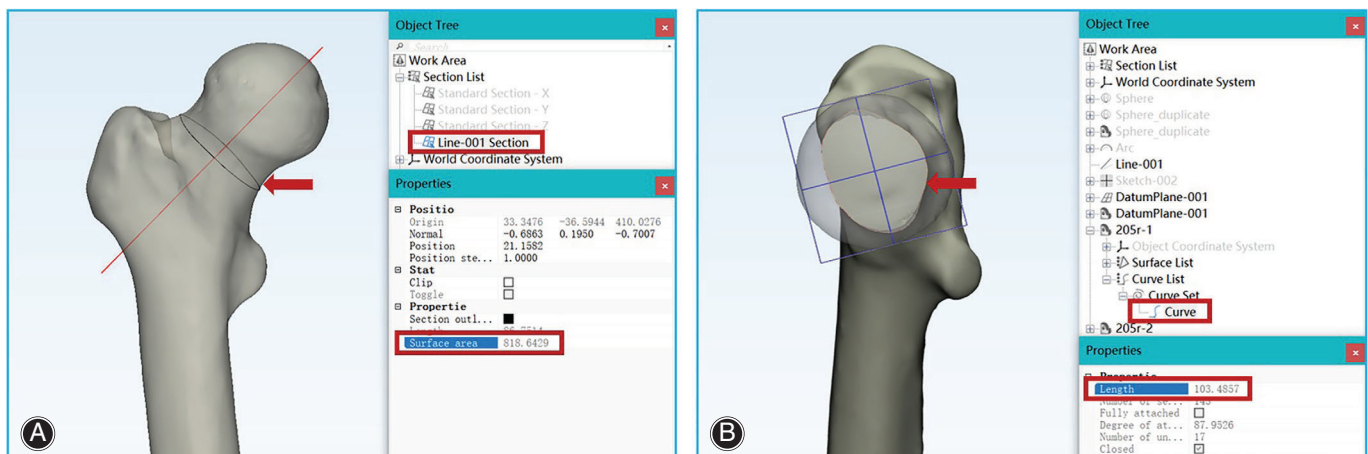 Object Tree
Search
Work Area
Section List
Standard Section - X
Standard Section - Y
Standard Section - Z
Line-001 Section
World Coordinate System
Properties
Positio
Origin 33.3476 -36.5944 410.0276
Normal -0.6863 0.1950 -0.7007
Position 21.1582
Position ste... 1.0000
Stat
Clip
Toggle
Propertie
Section outl...
Surface area 818.6429
A
Object Tree
Work Area
Section List
World Coordinate System
Sphere
Sphere_duplicate
Sphere_duplicate
Arc
Line-001
Sketch-002
DatumPlane-001
DatumPlane-001
205r-1
Object Coordinate System
Surface List
Curve List
Curve Set
Curve
205r-2
Properties
Length 103.4857
Fully attached
Degree of at... 87.9526
Number of un... 17
Closed
B